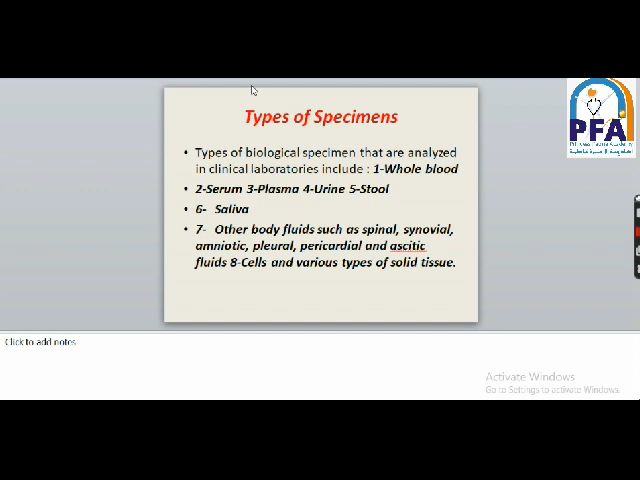 Types of Specimens
• Types of biological specimen that are analyzed
in clinical laboratories include : 1-Whole blood
• 2-Serum 3-Plasma 4-Urine 5-Stool
• 6- Saliva
• 7- Other body fluids such as spinal, synovial,
amniotic, pleural, pericardial and ascitic
fluids 8-Cells and various types of solid tissue.
PFA
Princess Fatma Academy
Click to add notes
Activate Windows
Go to Settings to activate Windows.